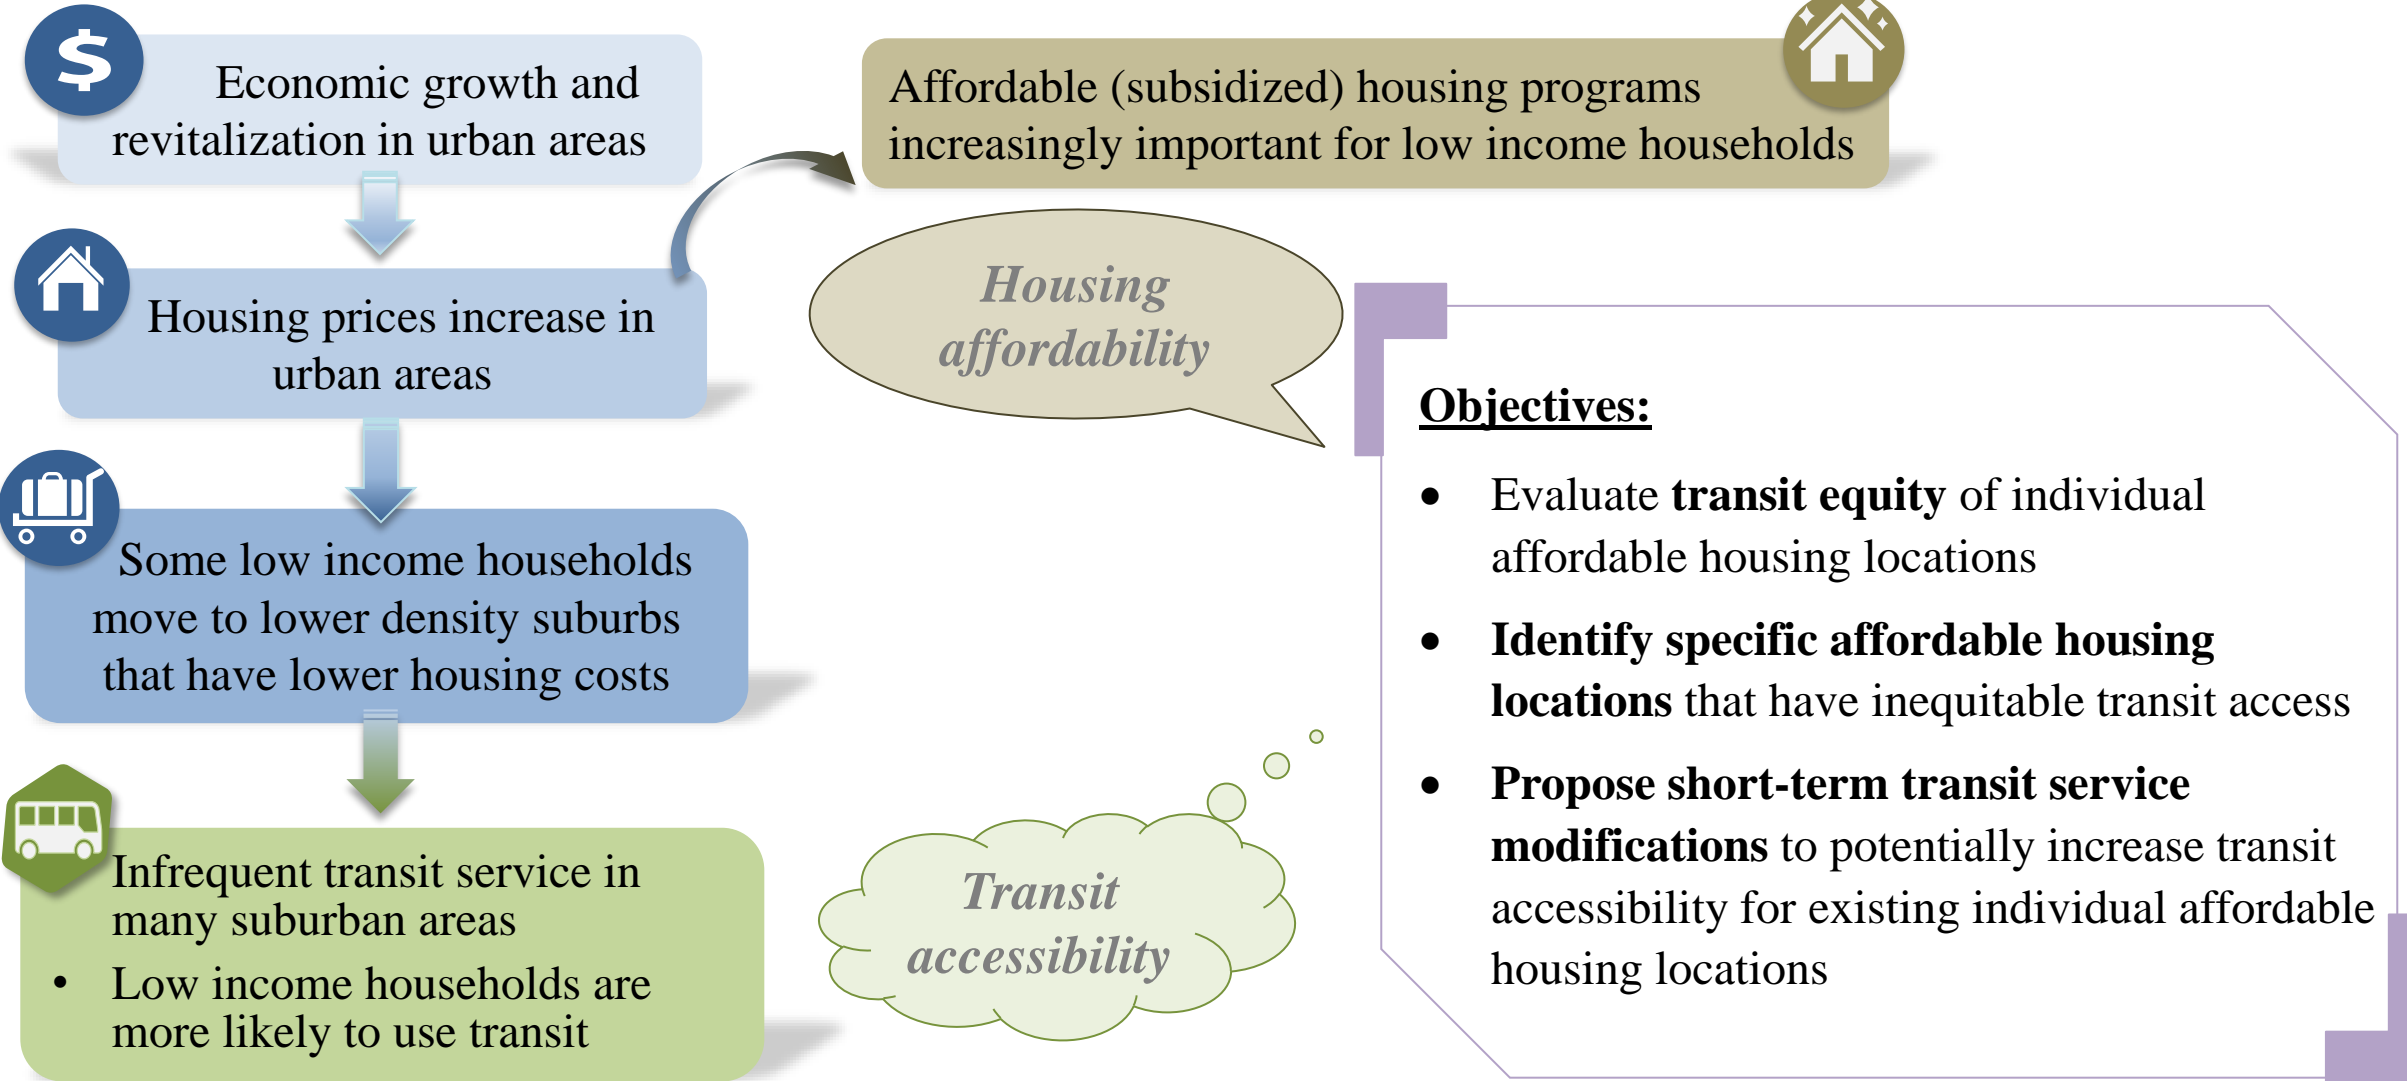 $
Economic growth and
revitalization in urban areas
Housing prices increase in
urban areas
Some low income households
move to lower density suburbs
that have lower housing costs
Infrequent transit service in
many suburban areas
• Low income households are
more likely to use transit
Affordable (subsidized) housing programs
increasingly important for low income households
Housing
affordability
Transit
accessibility
Objectives:
• Evaluate transit equity of individual
affordable housing locations
• Identify specific affordable housing
locations that have inequitable transit access
• Propose short-term transit service
modifications to potentially increase transit
accessibility for existing individual affordable
housing locations